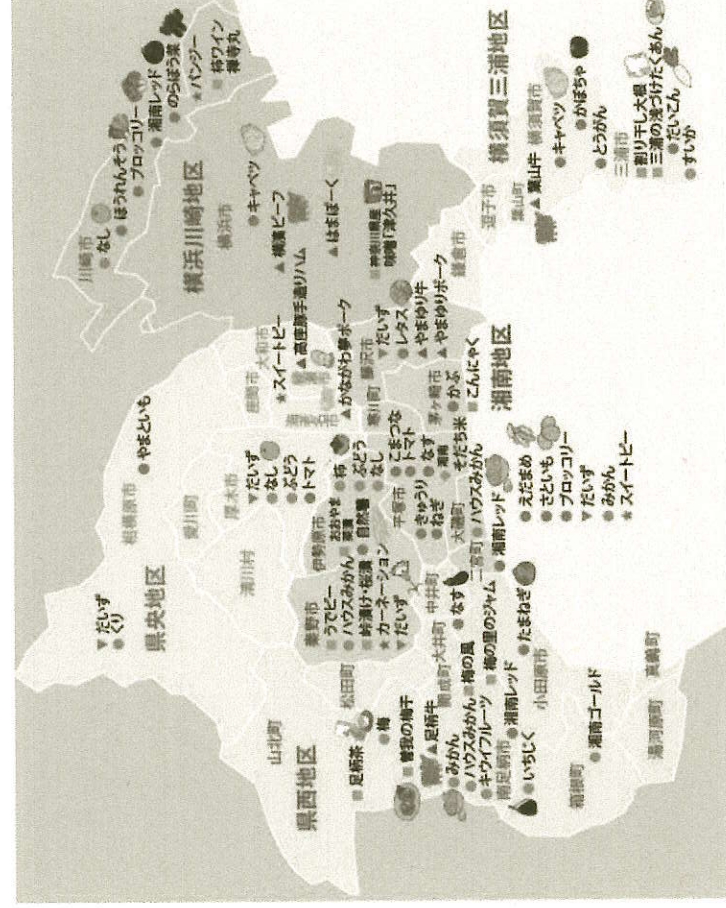 県央地区
相模原市
▼だいず
●くり
●やまといも
愛川町
清川村
厚木市
▼だいず
●なし
●ぶどう
●トマト
座間市
大和市
★スイートピー
▲高座豚手造りハム
▲かながわ夢ポーク
横浜川崎地区
川崎市
●なし
●ほうれんそう
●ブロッコリー
●湘南レッド
●のらぼう菜
★パンジー
■柿ワイン
禅寺丸
横浜市
●キャベツ
▲横濱ビーフ
▲はまぽーく
■神奈川県産
味噌「津久井」
県西地区
山北町
■足柄茶
●梅
松田町
■曽我の梅干
▲足柄牛
●みかん
●ハウスみかん
●キウイフルーツ
開成町
大井町
■梅の風
■梅の里のジャム
中井町
●なす
南足柄市
●湘南レッド
●いちじく
●たまねぎ
小田原市
箱根町
●湘南ゴールド
湯河原町
真鶴町
湘南地区
秦野市
■うでピー
●ハウスみかん
■峠漬け・桜漬
★カーネーション
▼だいず
伊勢原市
■おおやま
菜漬
■自然薯
●柿
●ぶどう
●なし
平塚市
●きゅうり
●ねぎ
●こまつな
●トマト
●なす
湘南
そだち米
大磯町
●ハウスみかん
二宮町
●湘南レッド
●えだまめ
●さといも
●ブロッコリー
▼だいず
●みかん
★スイートピー
寒川町
藤沢市
▼だいず
●レタス
▲やまゆり牛
▲やまゆりポーク
茅ヶ崎市
●かぶ
■こんにゃく
横須賀三浦地区
鎌倉市
逗子市
葉山町
▲葉山牛
横須賀市
●キャベツ
●かぼちゃ
●とうがん
三浦市
■割り干し大根
■三浦の浅づけたくあん
●だいこん
●すいか